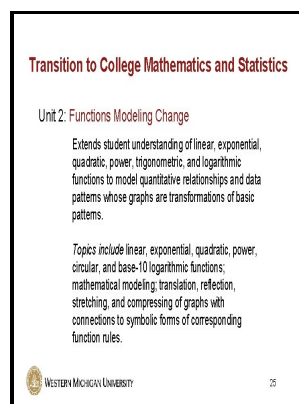 Transition to College Mathematics and Statistics
Unit 2: Functions Modeling Change
Extends student understanding of linear, exponential,
quadratic, power, trigonometric, and logarithmic
functions to model quantitative relationships and data
patterns whose graphs are transformations of basic
patterns.
Topics include linear, exponential, quadratic, power,
circular, and base-10 logarithmic functions;
mathematical modeling; translation, reflection,
stretching, and compressing of graphs with
connections to symbolic forms of corresponding
function rules.
WESTERN MICHIGAN UNIVERSITY
25